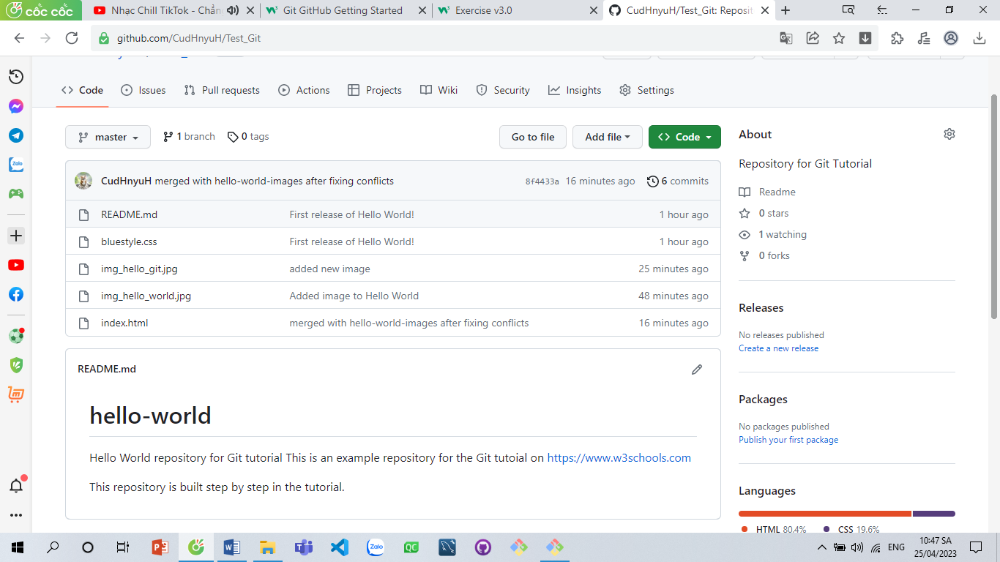 cốc cốc
Nhạc Chill TikTok - Chẳn
Git GitHub Getting Started
Exercise v3.0
CudHnyuH/Test_Git: Reposit
github.com/CudHnyuH/Test_Git
Code
Issues
Pull requests
Actions
Projects
Wiki
Security
Insights
Settings
master
1 branch
0 tags
Go to file
Add file
Code
CudHnyuH merged with hello-world-images after fixing conflicts
8f4433a 16 minutes ago
6 commits
README.md First release of Hello World! 1 hour ago
bluestyle.css First release of Hello World! 1 hour ago
img_hello_git.jpg added new image 25 minutes ago
img_hello_world.jpg Added image to Hello World 48 minutes ago
index.html merged with hello-world-images after fixing conflicts 16 minutes ago
README.md
hello-world
Hello World repository for Git tutorial This is an example repository for the Git tutoial on https://www.w3schools.com
This repository is built step by step in the tutorial.
About
Repository for Git Tutorial
Readme
0 stars
1 watching
0 forks
Releases
No releases published
Create a new release
Packages
No packages published
Publish your first package
Languages
HTML 80.4%
CSS 19.6%
Zalo
Zalo
QC
ENG
10:47 SA
25/04/2023